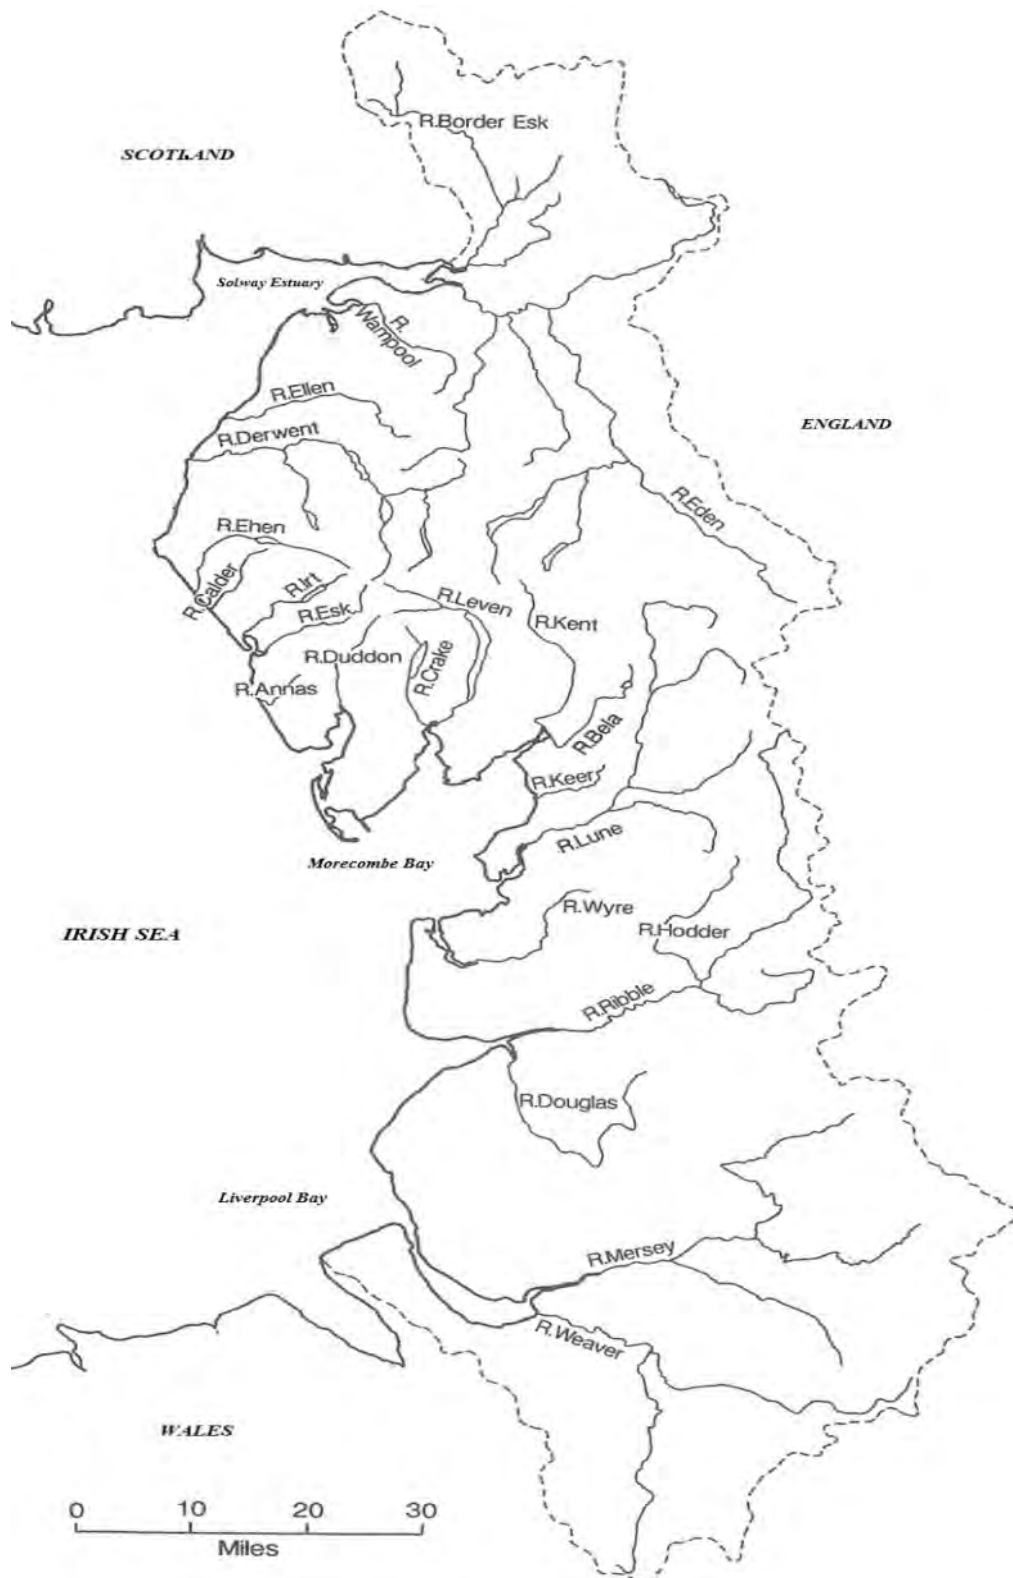 R.Border Esk
SCOTLAND
Solway Estuary
R.
Wampool
R.Ellen
ENGLAND
R.Derwent
R.Eden
R.Ehen
R.Calder
R.Irt
R.Leven
R.Esk
R.Kent
R.Duddon
R.Crake
R.Annas
R.Bela
R.Keer
R.Lune
Morecombe Bay
R.Wyre
IRISH SEA
R.Hodder
R.Ribble
R.Douglas
Liverpool Bay
R.Mersey
R.Weaver
WALES
0 10 20 30
Miles